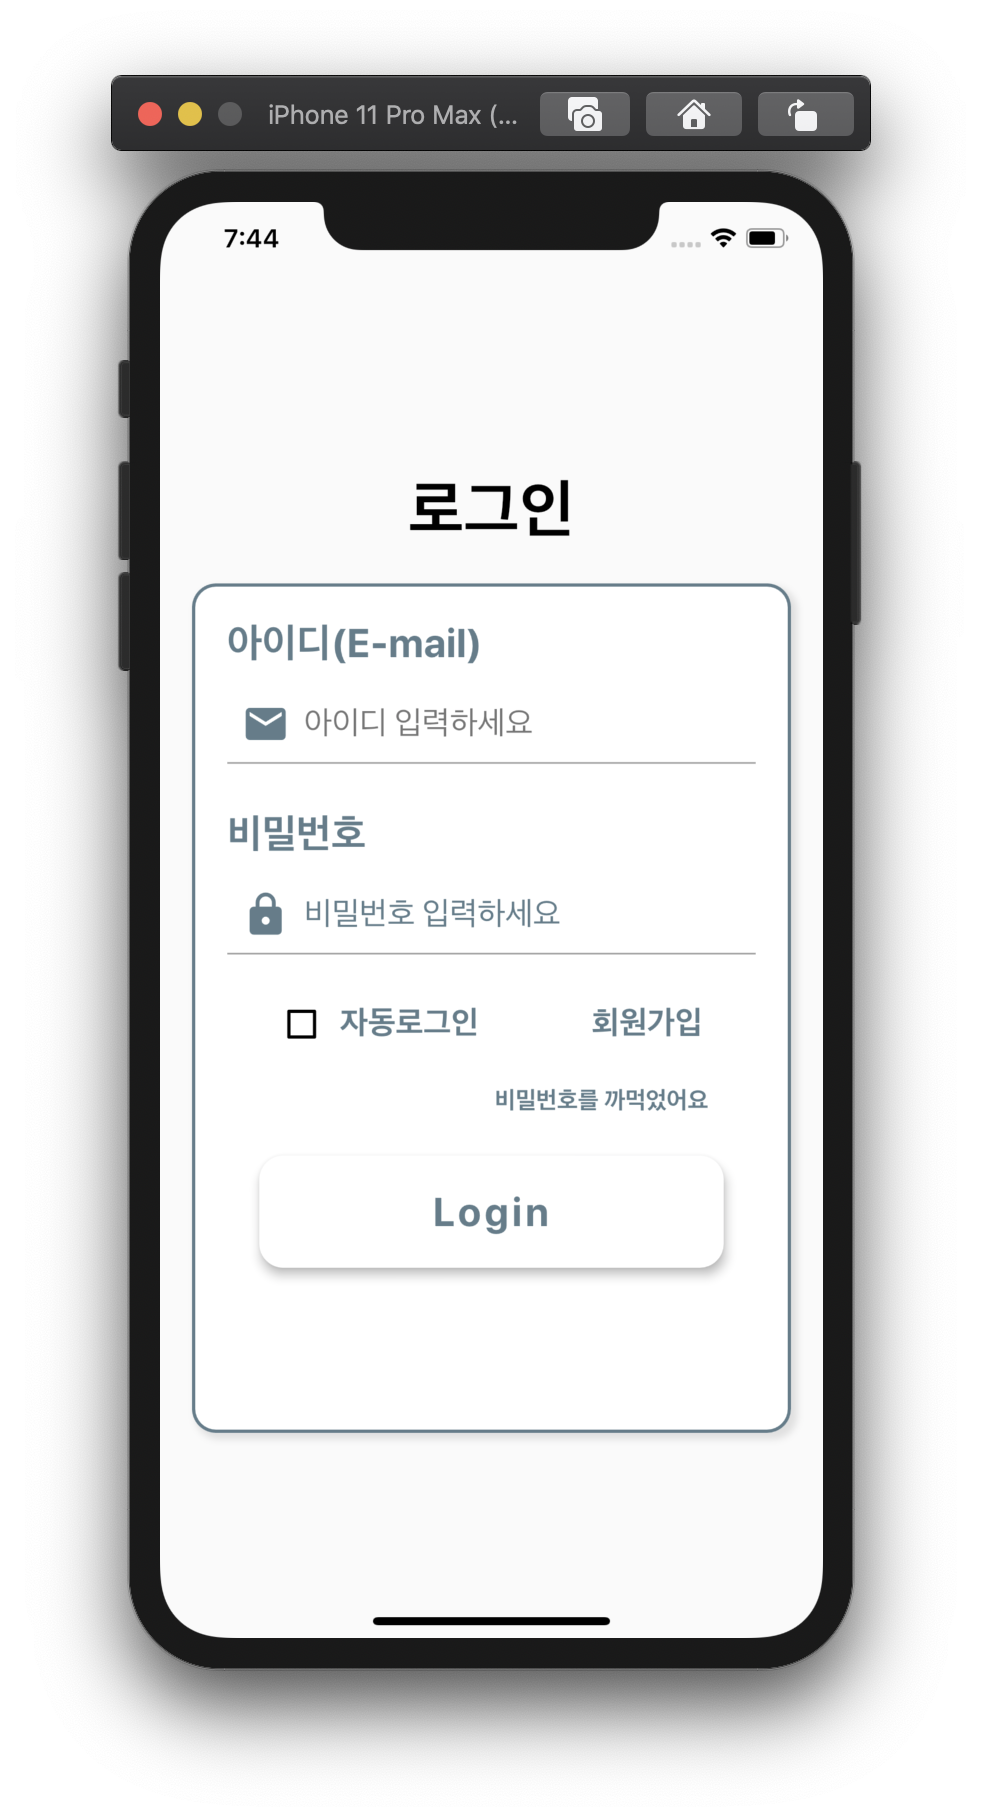 iPhone 11 Pro Max (...
7:44
로그인
아이디(E-mail)
아이디 입력하세요
비밀번호
비밀번호 입력하세요
자동로그인 회원가입
비밀번호를 까먹었어요
Login